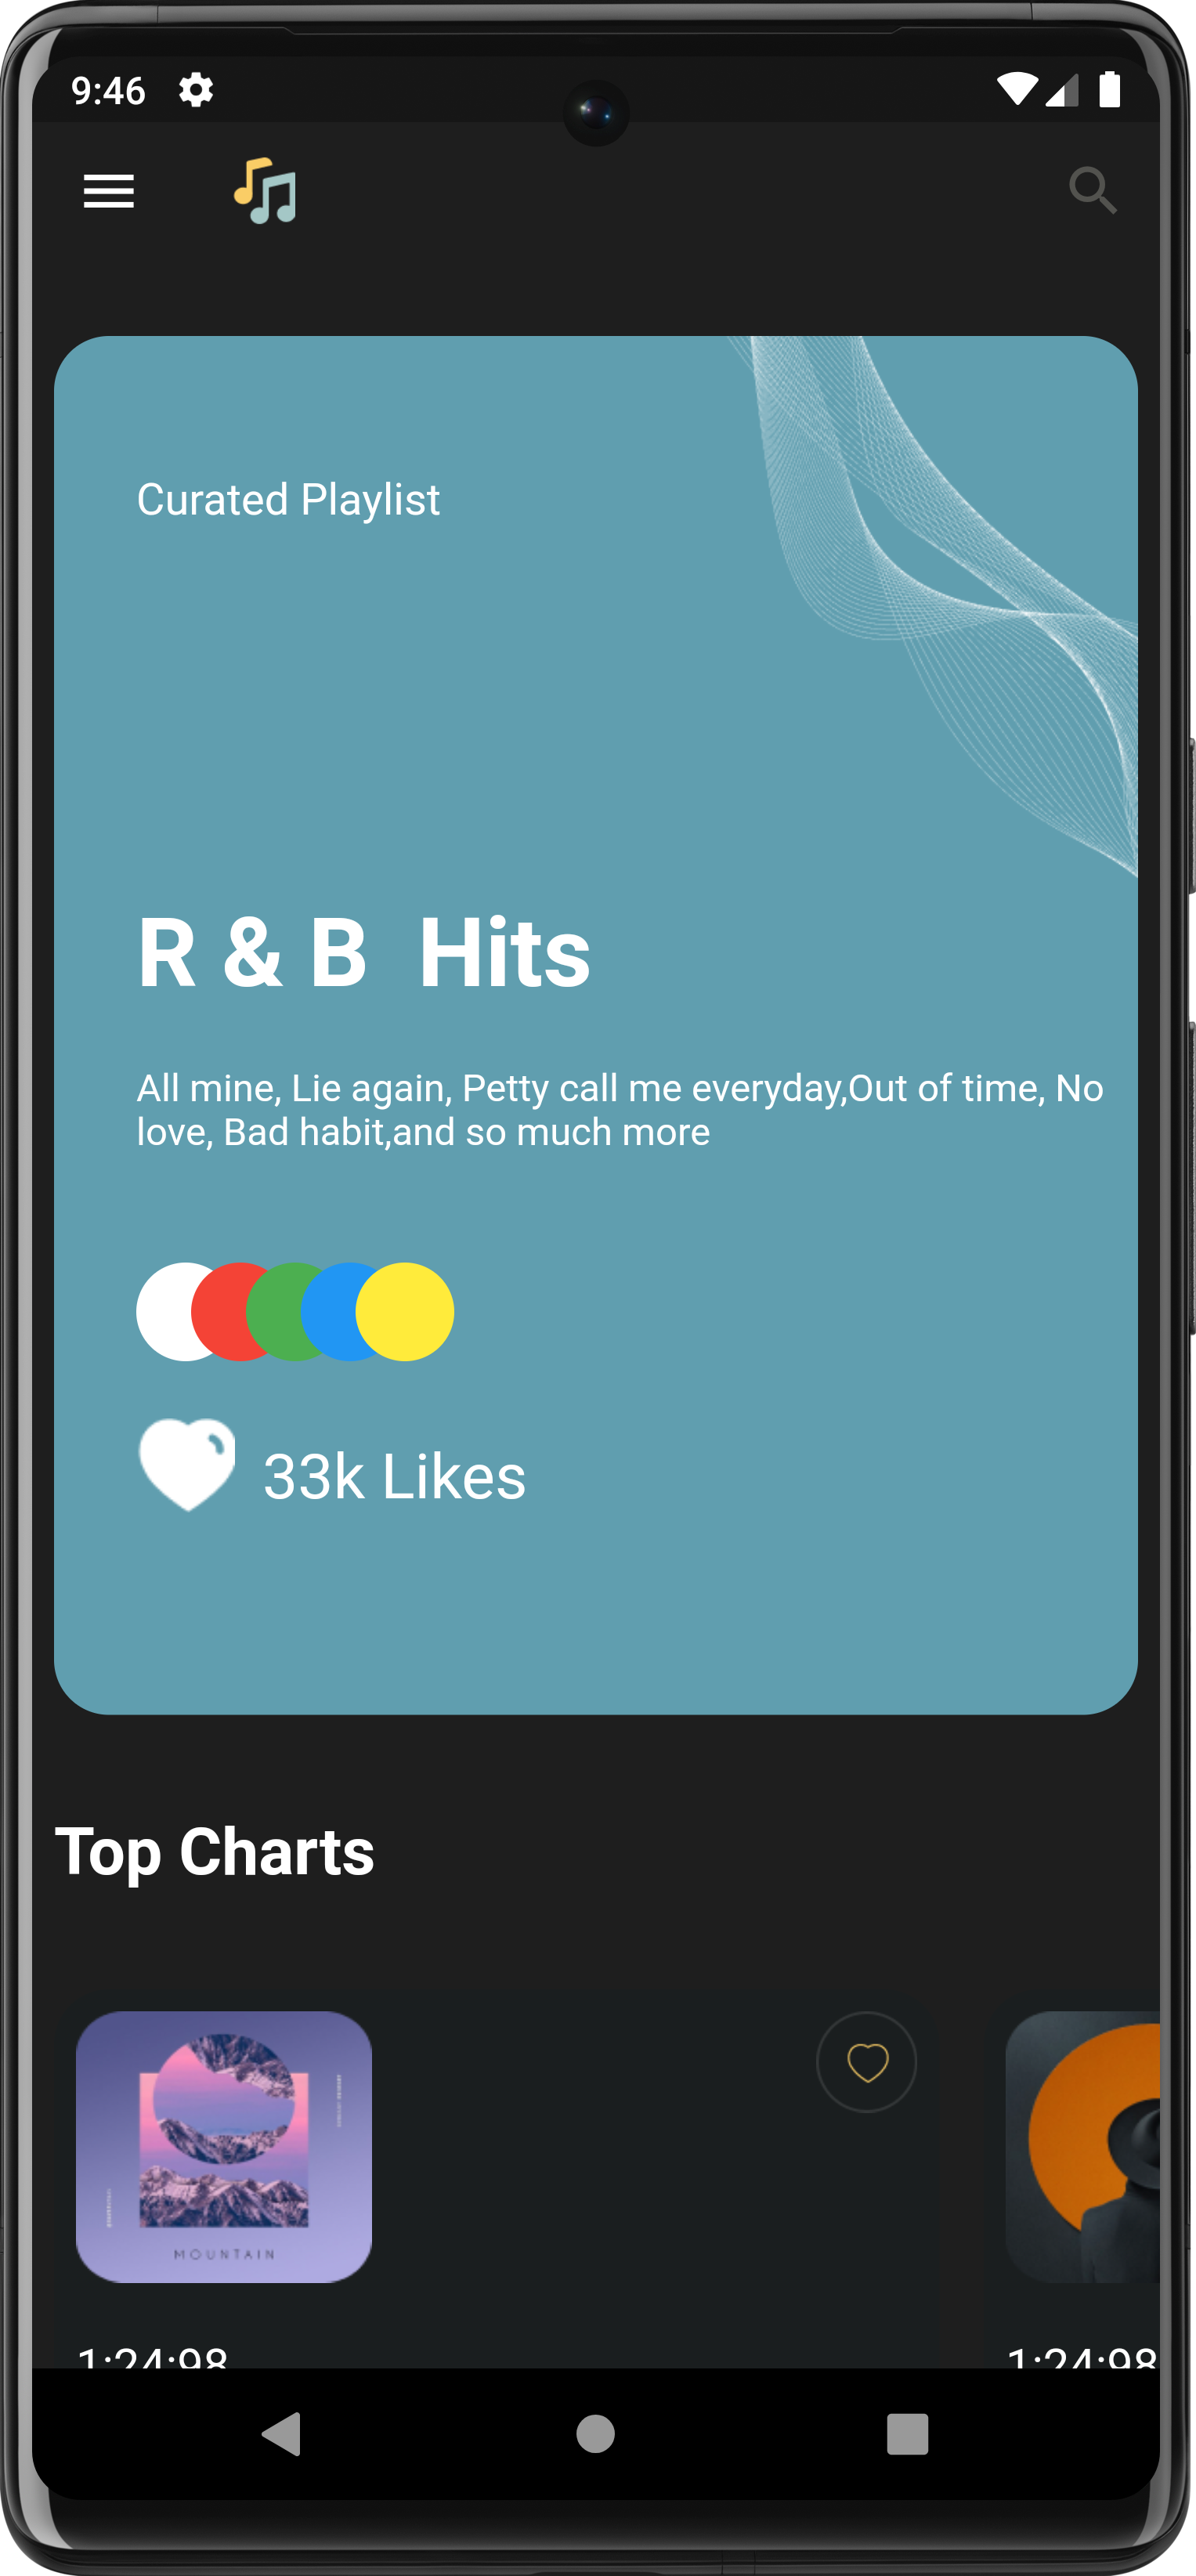 9:46
Curated Playlist
R & B  Hits
All mine, Lie again, Petty call me everyday,Out of time, No
love, Bad habit,and so much more
33k Likes
Top Charts
MOUNTAIN
1:24:98
1:24:98